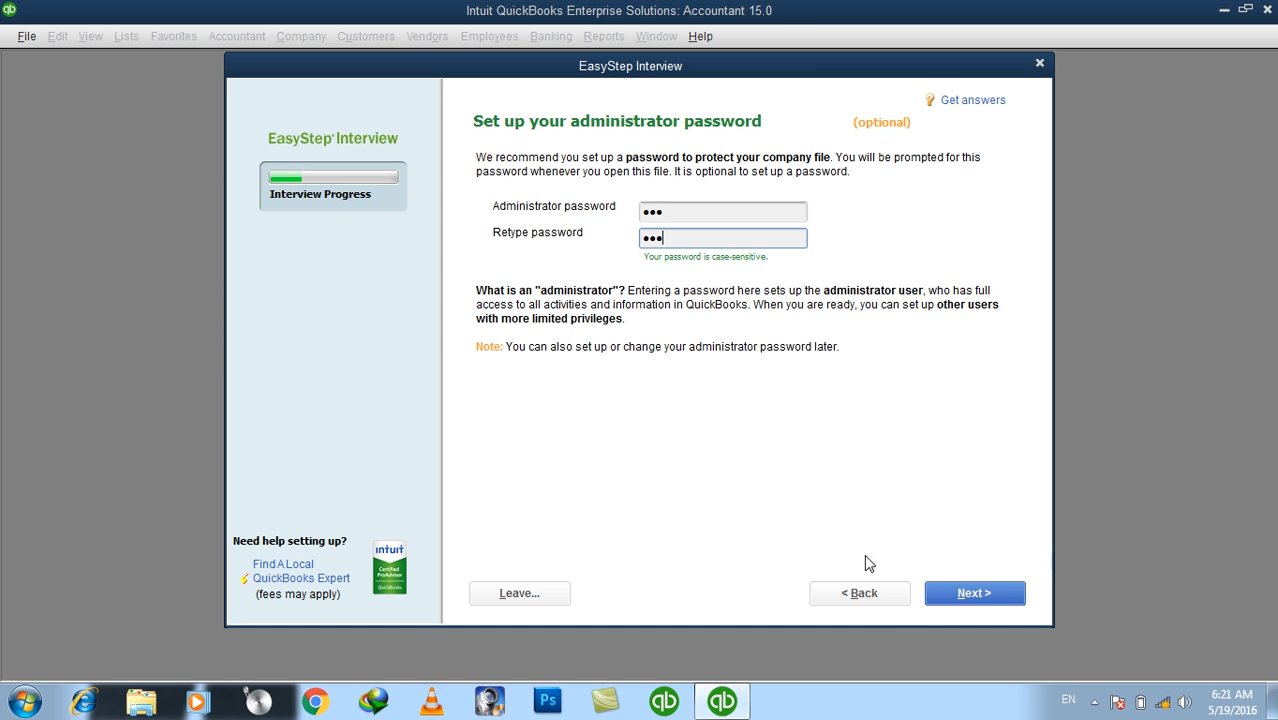 Intuit QuickBooks Enterprise Solutions: Accountant 15.0
File Edit View Lists Favorites Accountant Company Customers Vendors Employees Banking Reports Window Help
EasyStep Interview
Get answers
EasyStep Interview
Interview Progress
Set up your administrator password (optional)
We recommend you set up a password to protect your company file. You will be prompted for this
password whenever you open this file. It is optional to set up a password.
Administrator password •••
Retype password •••
Your password is case-sensitive.
What is an "administrator"? Entering a password here sets up the administrator user, who has full
access to all activities and information in QuickBooks. When you are ready, you can set up other users
with more limited privileges.
Note: You can also set up or change your administrator password later.
Need help setting up?
Find A Local
QuickBooks Expert
(fees may apply)
intuit
CERTIFIED
ProAdvisor
QuickBooks
Leave... < Back Next >
Ps
qb
qb
EN
6:21 AM
5/19/2016